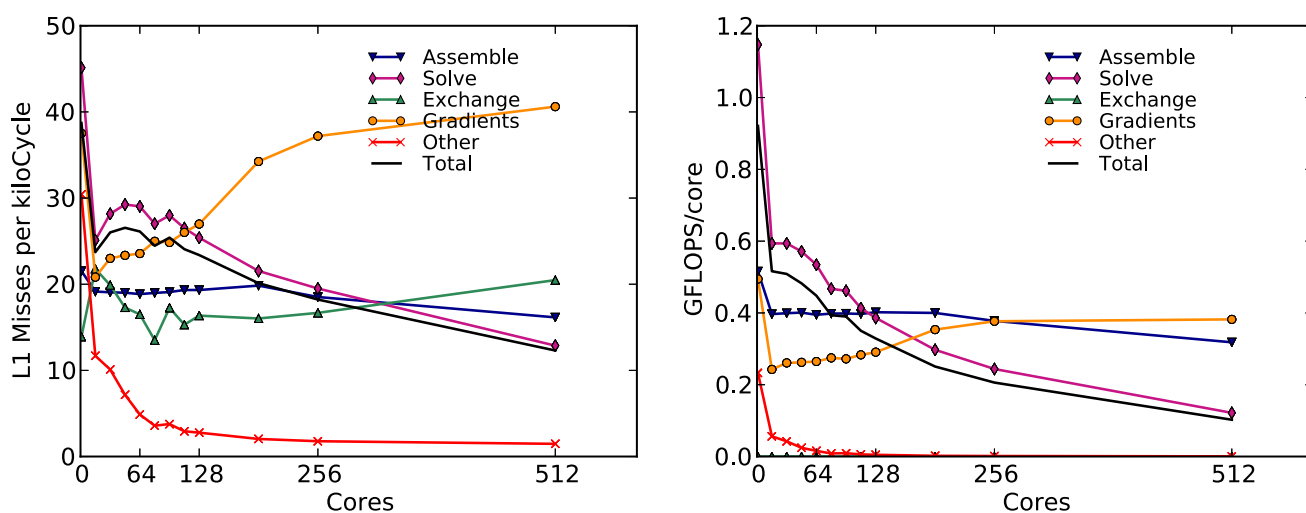 50
40
30
20
10
0
L1 Misses per kiloCycle
Assemble
Solve
Exchange
Gradients
Other
Total
0 64 128 256 512
Cores
1.2
1.0
0.8
0.6
0.4
0.2
0.0
GFLOPS/core
Assemble
Solve
Exchange
Gradients
Other
Total
0 64 128 256 512
Cores